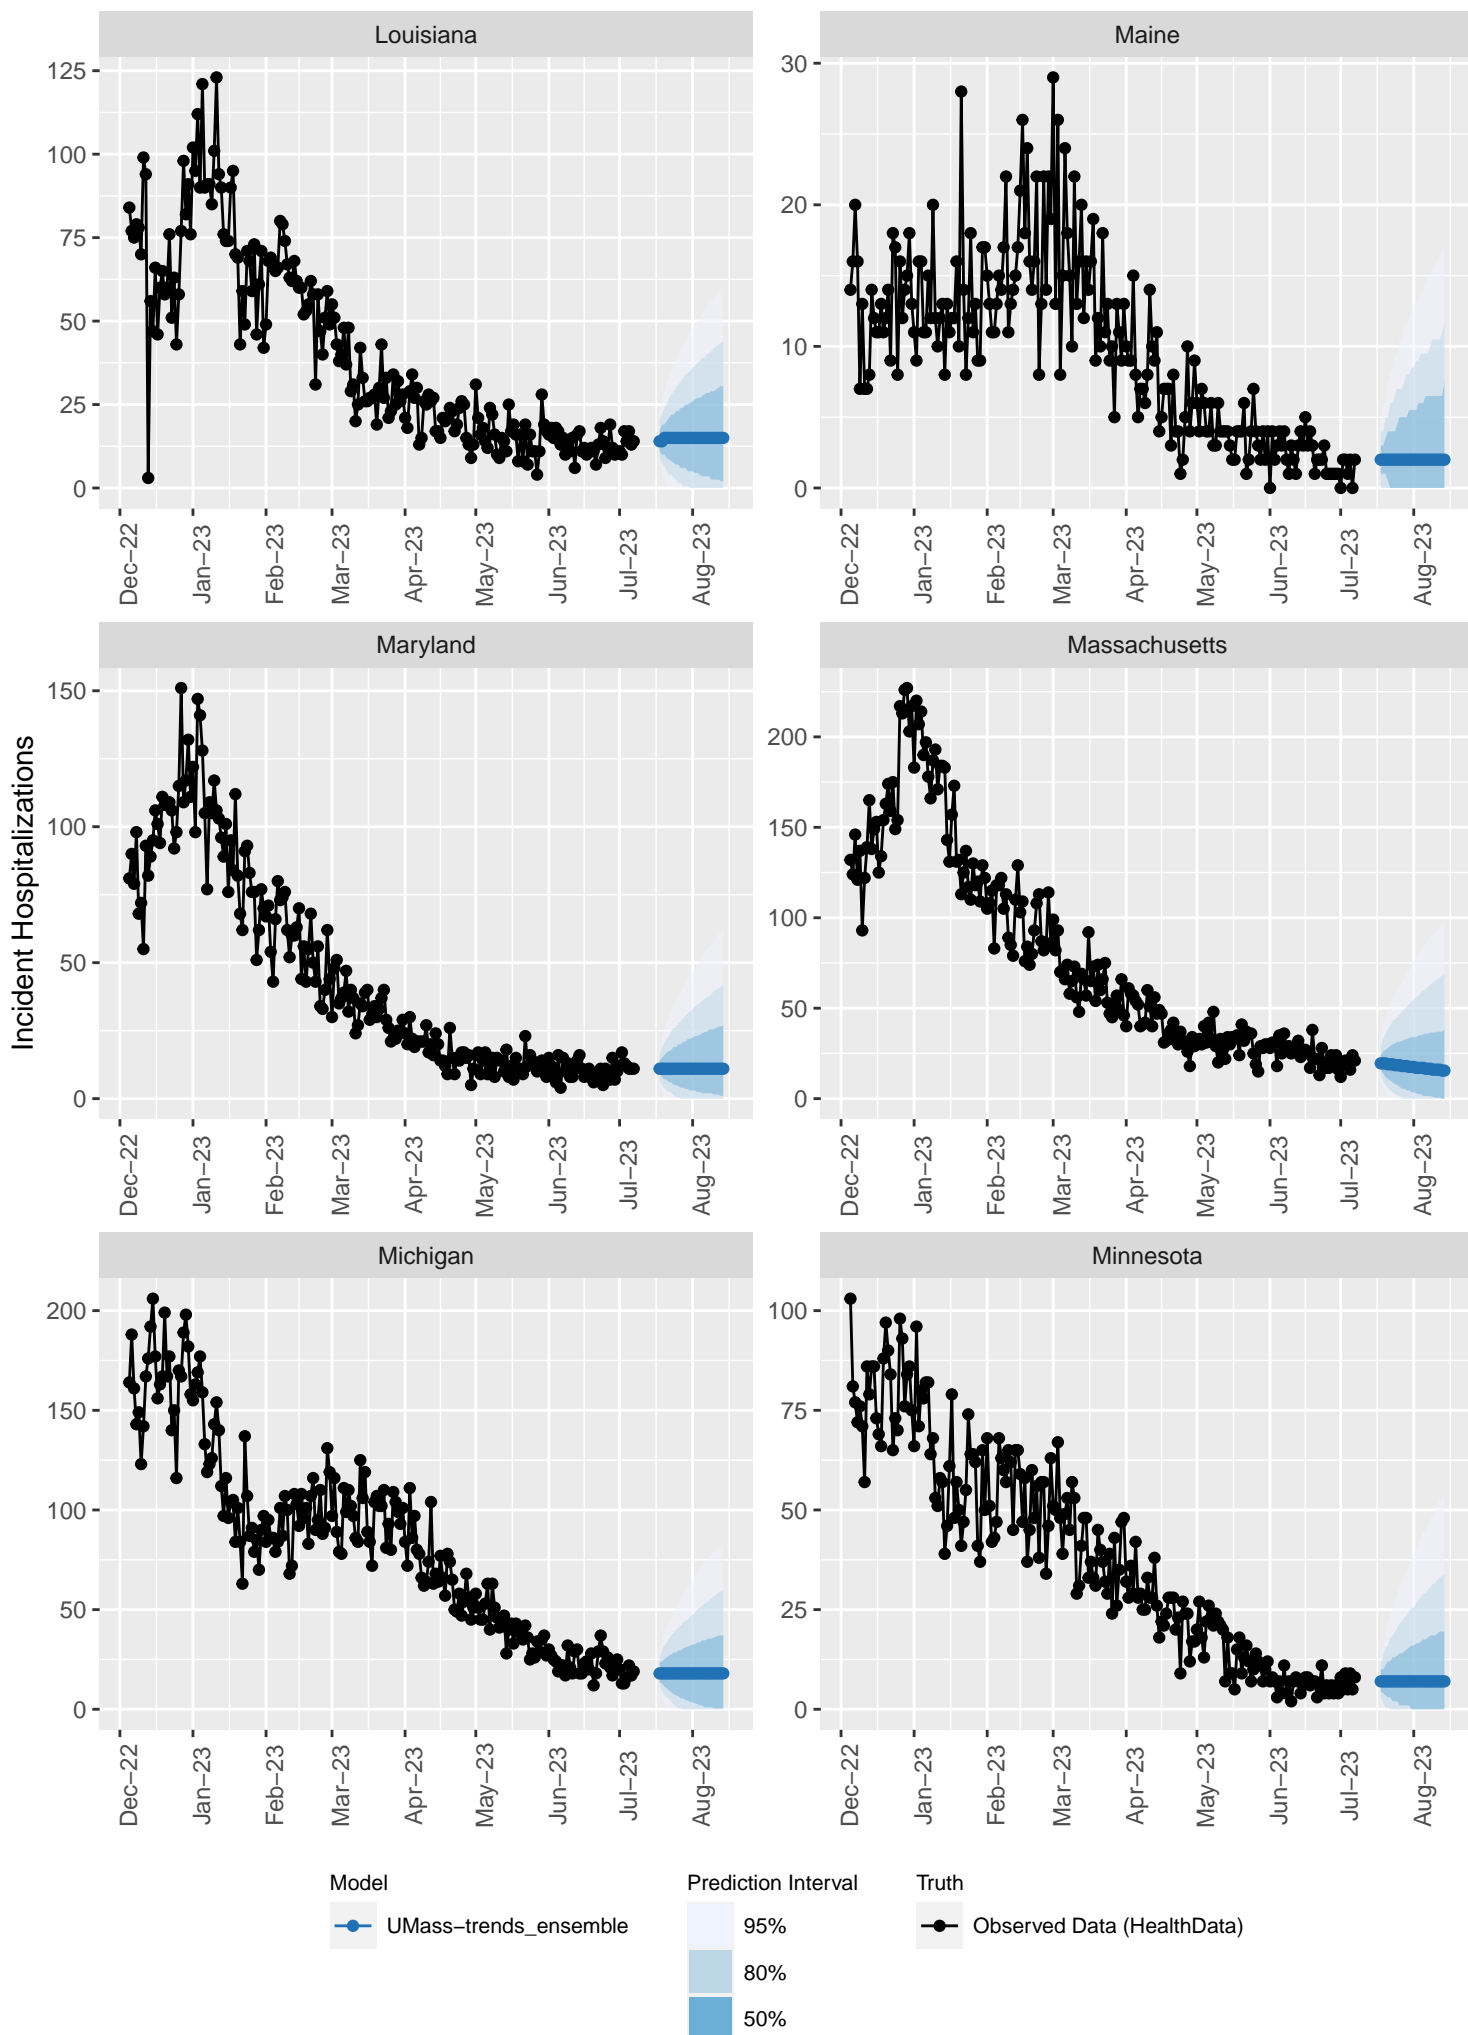 Louisiana
Maine
125
100
75
50
25
0
30
20
10
0
Dec−22
Jan−23
Feb−23
Mar−23
Apr−23
May−23
Jun−23
Jul−23
Aug−23
Dec−22
Jan−23
Feb−23
Mar−23
Apr−23
May−23
Jun−23
Jul−23
Aug−23
Maryland
Massachusetts
Incident Hospitalizations
150
100
50
0
200
150
100
50
0
Dec−22
Jan−23
Feb−23
Mar−23
Apr−23
May−23
Jun−23
Jul−23
Aug−23
Dec−22
Jan−23
Feb−23
Mar−23
Apr−23
May−23
Jun−23
Jul−23
Aug−23
Michigan
Minnesota
200
150
100
50
0
100
75
50
25
0
Dec−22
Jan−23
Feb−23
Mar−23
Apr−23
May−23
Jun−23
Jul−23
Aug−23
Dec−22
Jan−23
Feb−23
Mar−23
Apr−23
May−23
Jun−23
Jul−23
Aug−23
Model
UMass−trends_ensemble
Prediction Interval
95%
80%
50%
Truth
Observed Data (HealthData)